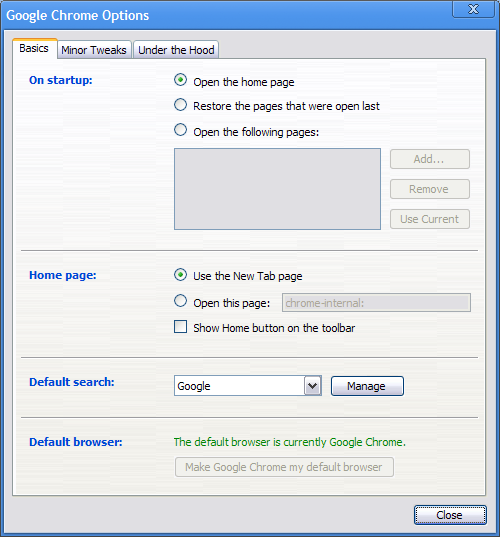 Google Chrome Options
Basics Minor Tweaks Under the Hood
On startup: Open the home page
Restore the pages that were open last
Open the following pages:
Add...
Remove
Use Current
Home page: Use the New Tab page
Open this page: chrome-internal:
Show Home button on the toolbar
Default search: Google Manage
Default browser: The default browser is currently Google Chrome.
Make Google Chrome my default browser
Close